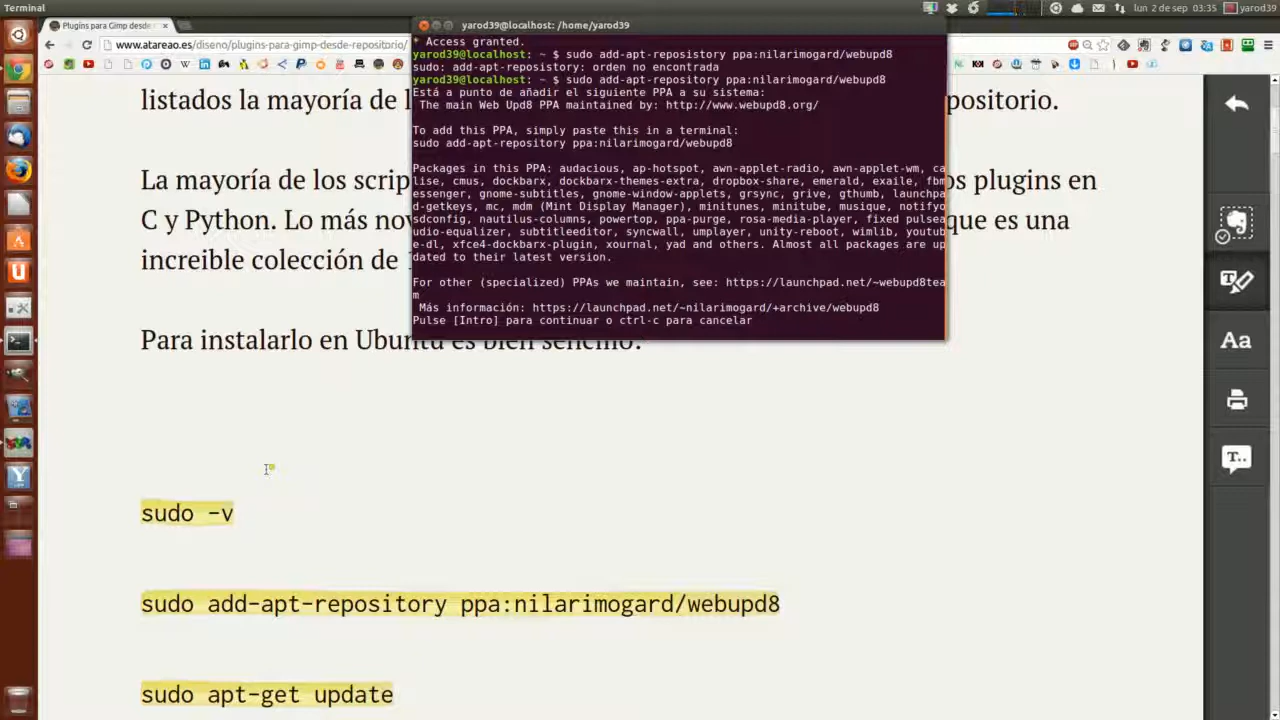 Terminal
lun 2 de sep 03:35 yarod39
Plugins para Gimp desde
www.atareao.es/diseno/plugins-para-gimp-desde-repositorio/
yarod39@localhost: /home/yarod39
* Access granted.
yarod39@localhost: ~ $ sudo add-apt-repostistory ppa:nilarimogard/webupd8
sudo: add-apt-reposistory: orden no encontrada
yarod39@localhost: ~ $ sudo add-apt-repository ppa:nilarimogard/webupd8
Está a punto de añadir el siguiente PPA a su sistema:
The main Web Upd8 PPA maintained by: http://www.webupd8.org/
To add this PPA, simply paste this in a terminal:
sudo add-apt-repository ppa:nilarimogard/webupd8
Packages in this PPA: audacious, ap-hotspot, awn-applet-radio, awn-applet-wm, ca
lise, cmus, dockbarx, dockbarx-themes-extra, dropbox-share, emerald, exaile, fbm
essenger, gnome-subtitles, gnome-window-applets, grsync, grive, gthumb, launchpa
d-getkeys, mc, mdm (Mint Display Manager), minitunes, minitube, musique, notifyo
sdconfig, nautilus-columns, powertop, ppa-purge, rosa-media-player, fixed pulsea
udio-equalizer, subtitleeditor, syncwall, umplayer, unity-reboot, wimlib, youtub
e-dl, xfce4-dockbarx-plugin, xournal, yad and others. Almost all packages are up
dated to their latest version.
For other (specialized) PPAs we maintain, see: https://launchpad.net/~webupd8tea
m
Más información: https://launchpad.net/~nilarimogard/+archive/webupd8
Pulse [Intro] para continuar o ctrl-c para cancelar
listados la mayoría de l positorio.
La mayoría de los scrip os plugins en
C y Python. Lo más nov que es una
increible colección de
Para instalarlo en Ubuntu es bien sencillo:
sudo -v
sudo add-apt-repository ppa:nilarimogard/webupd8
sudo apt-get update
Aa
T..